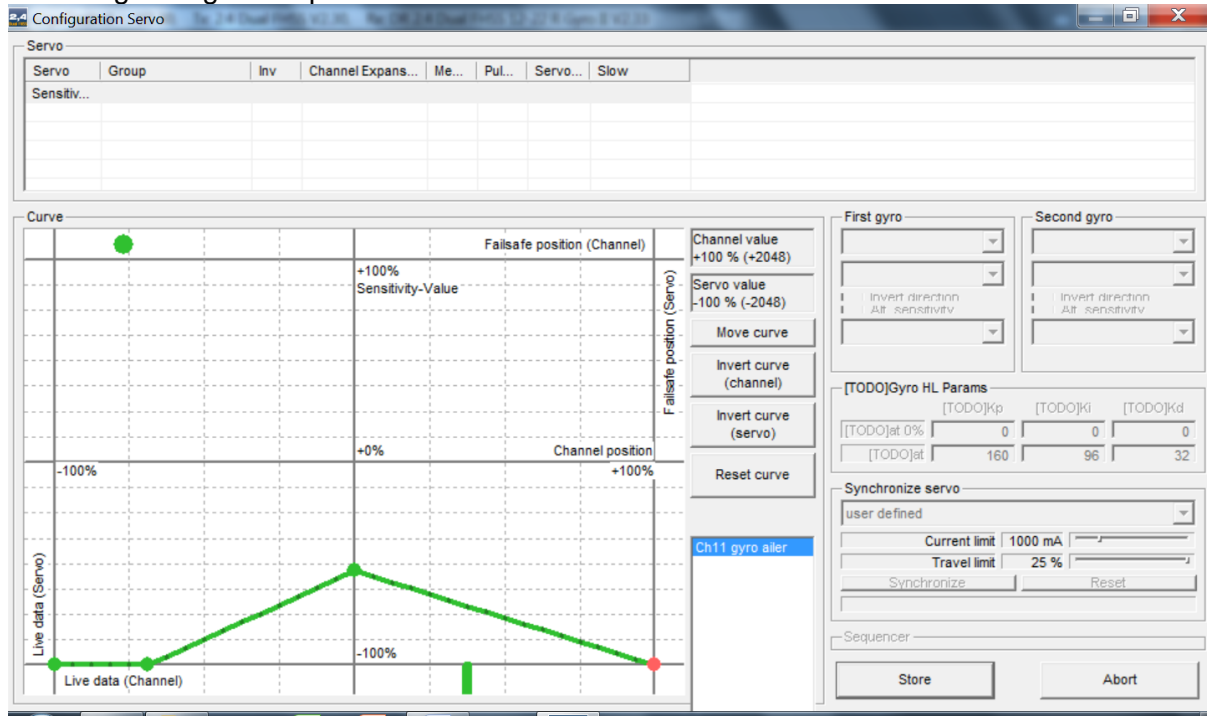 Configuration Servo
Servo
Servo Group Inv Channel Expans... Me... Pul... Servo... Slow
Sensitiv...
Curve
Failsafe position (Channel)
+100%
Sensitivity-Value
Failsafe position (Servo)
+0%
Channel position
-100%
+100%
Live data (Servo)
-100%
Live data (Channel)
Channel value
+100 % (+2048)
Servo value
-100 % (-2048)
Move curve
Invert curve
(channel)
Invert curve
(servo)
Reset curve
Ch11 gyro ailer
First gyro
Invert direction
Alt. sensitivity
Second gyro
Invert direction
Alt. sensitivity
[TODO]Gyro HL Params
[TODO]Kp [TODO]Ki [TODO]Kd
[TODO]at 0% 0 0 0
[TODO]at 160 96 32
Synchronize servo
user defined
Current limit 1000 mA
Travel limit 25 %
Synchronize Reset
Sequencer
Store Abort